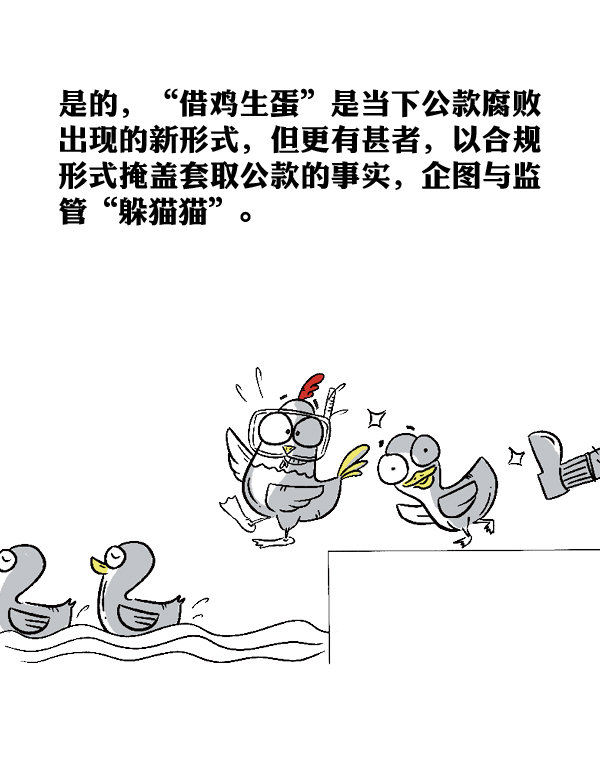 是的，“借鸡生蛋”是当下公款腐败
出现的新形式，但更有甚者，以合规
形式掩盖套取公款的事实，企图与监
管“躲猫猫”。